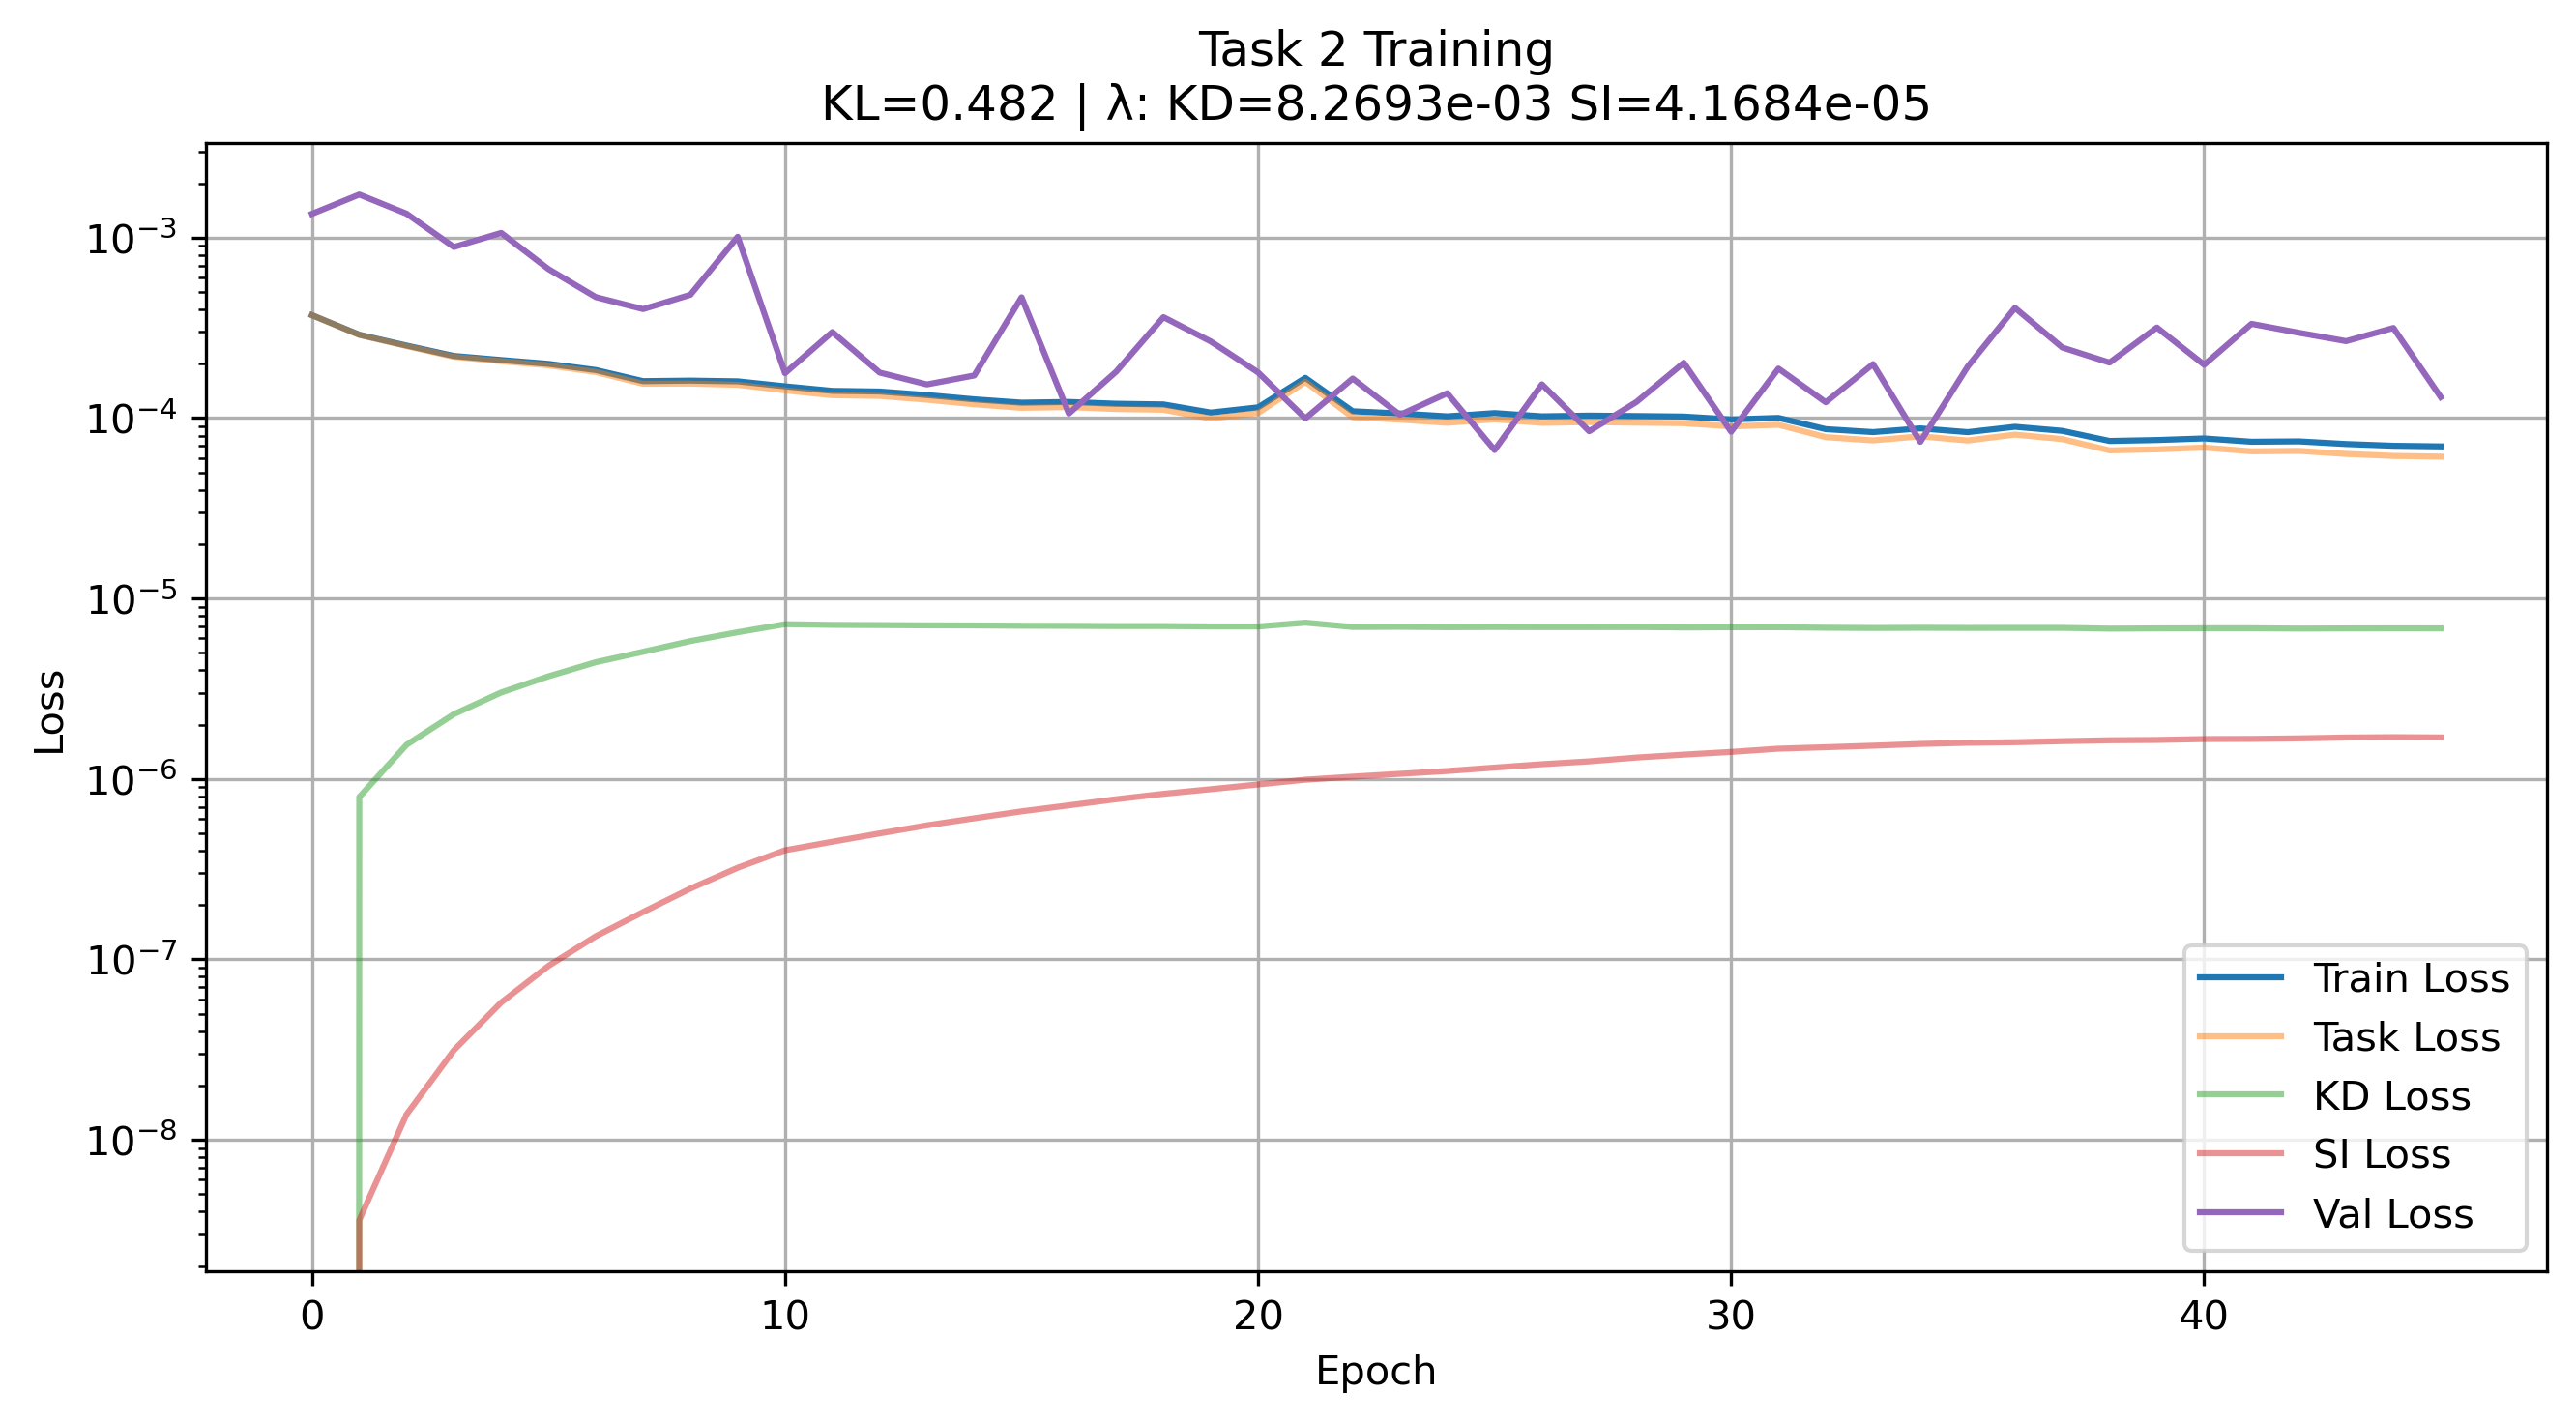 Task 2 Training
KL=0.482 | λ: KD=8.2693e-03 SI=4.1684e-05
Loss
10⁻³
10⁻⁴
10⁻⁵
10⁻⁶
10⁻⁷
10⁻⁸
0 10 20 30 40
Epoch
Train Loss
Task Loss
KD Loss
SI Loss
Val Loss